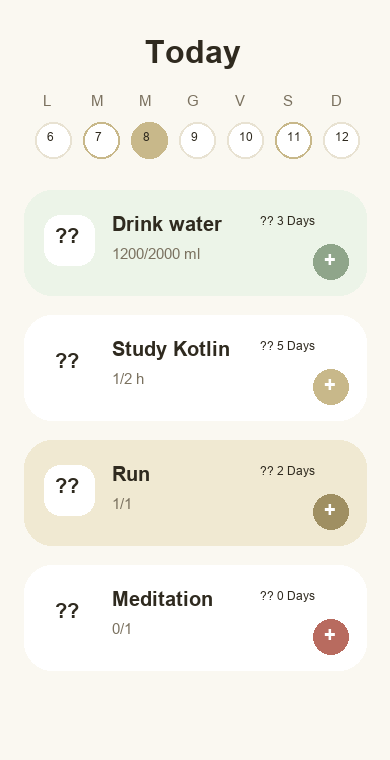 Today
L M M G V S D
6 7 8 9 10 11 12
?? Drink water ?? 3 Days
1200/2000 ml +
?? Study Kotlin ?? 5 Days
1/2 h +
?? Run ?? 2 Days
1/1 +
?? Meditation ?? 0 Days
0/1 +